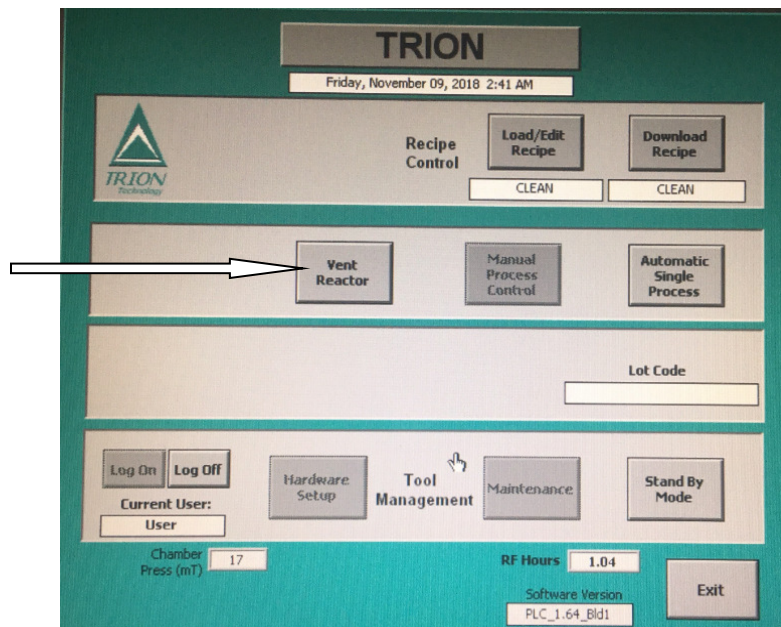 TRION
Friday, November 09, 2018 2:41 AM
TRION
Technology
Recipe
Control
Load/Edit
Recipe
CLEAN
Download
Recipe
CLEAN
Vent
Reactor
Manual
Process
Control
Automatic
Single
Process
Lot Code
Log On
Log Off
Current User:
User
Hardware
Setup
Tool
Management
Maintenance
Stand By
Mode
Chamber
Press (mT)
17
RF Hours
1.04
Software Version
PLC_1.64_Bld1
Exit